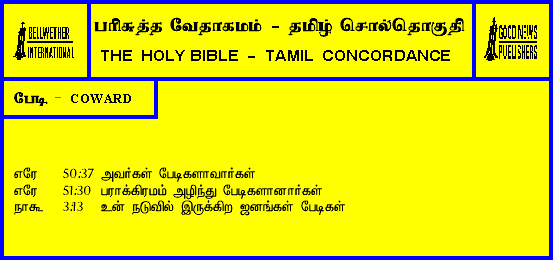 BELLWETHER
INTERNATIONAL
பரிசுத்த வேதாகமம் - தமிழ் சொல்தொகுதி
THE HOLY BIBLE - TAMIL CONCORDANCE
GOOD NEWS
PUBLISHERS
பேடி - COWARD
எரே 50:37 அவர்கள் பேடிகளாவார்கள்
எரே 51:30 பராக்கிரமம் அழிந்து பேடிகளானார்கள்
நாகூ 3:13 உன் நடுவில் இருக்கிற ஜனங்கள் பேடிகள்